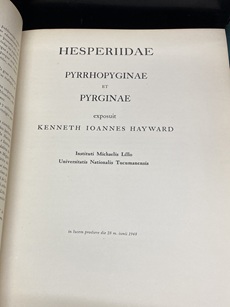 HESPERIIDAE
PYRRHOPYGINAE
ET
PYRGINAE
exposuit
KENNETH IOANNES HAYWARD
Instituti Michaelis Lillo
Universitatis Nationalis Tucumanensis